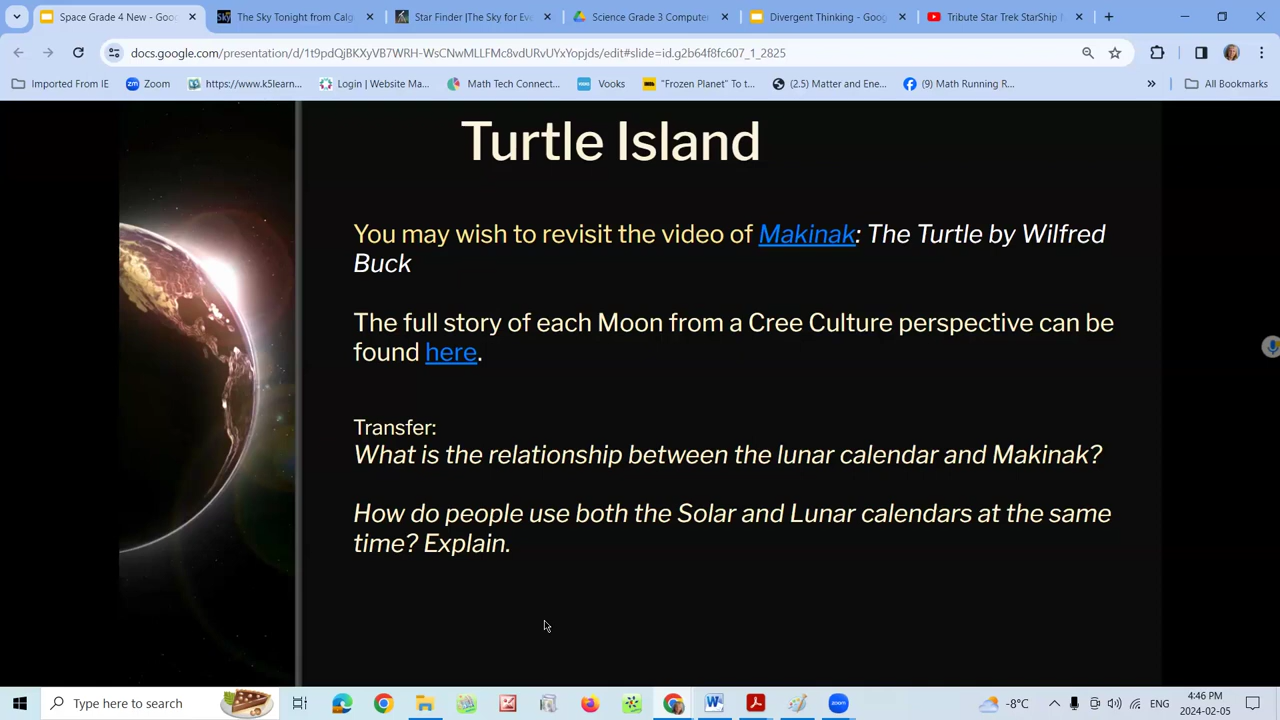 Space Grade 4 New - Goo
The Sky Tonight from Calg
Star Finder |The Sky for Ev
Science Grade 3 Computer
Divergent Thinking - Goog
Tribute Star Trek StarShip
docs.google.com/presentation/d/1t9pdQjBKXyVB7WRH-WsCNwMLLFMc8vdURvUYxYopjds/edit#slide=id.g2b64f8fc607_1_2825
Imported From IE
Zoom
https://www.k5learn...
Login | Website Ma...
Math Tech Connect...
Vooks
"Frozen Planet" To t...
(2.5) Matter and Ene...
(9) Math Running R...
All Bookmarks
Turtle Island
You may wish to revisit the video of Makinak: The Turtle by Wilfred
Buck
The full story of each Moon from a Cree Culture perspective can be
found here.
Transfer:
What is the relationship between the lunar calendar and Makinak?
How do people use both the Solar and Lunar calendars at the same
time? Explain.
Type here to search
-8°C
ENG
4:46 PM
2024-02-05